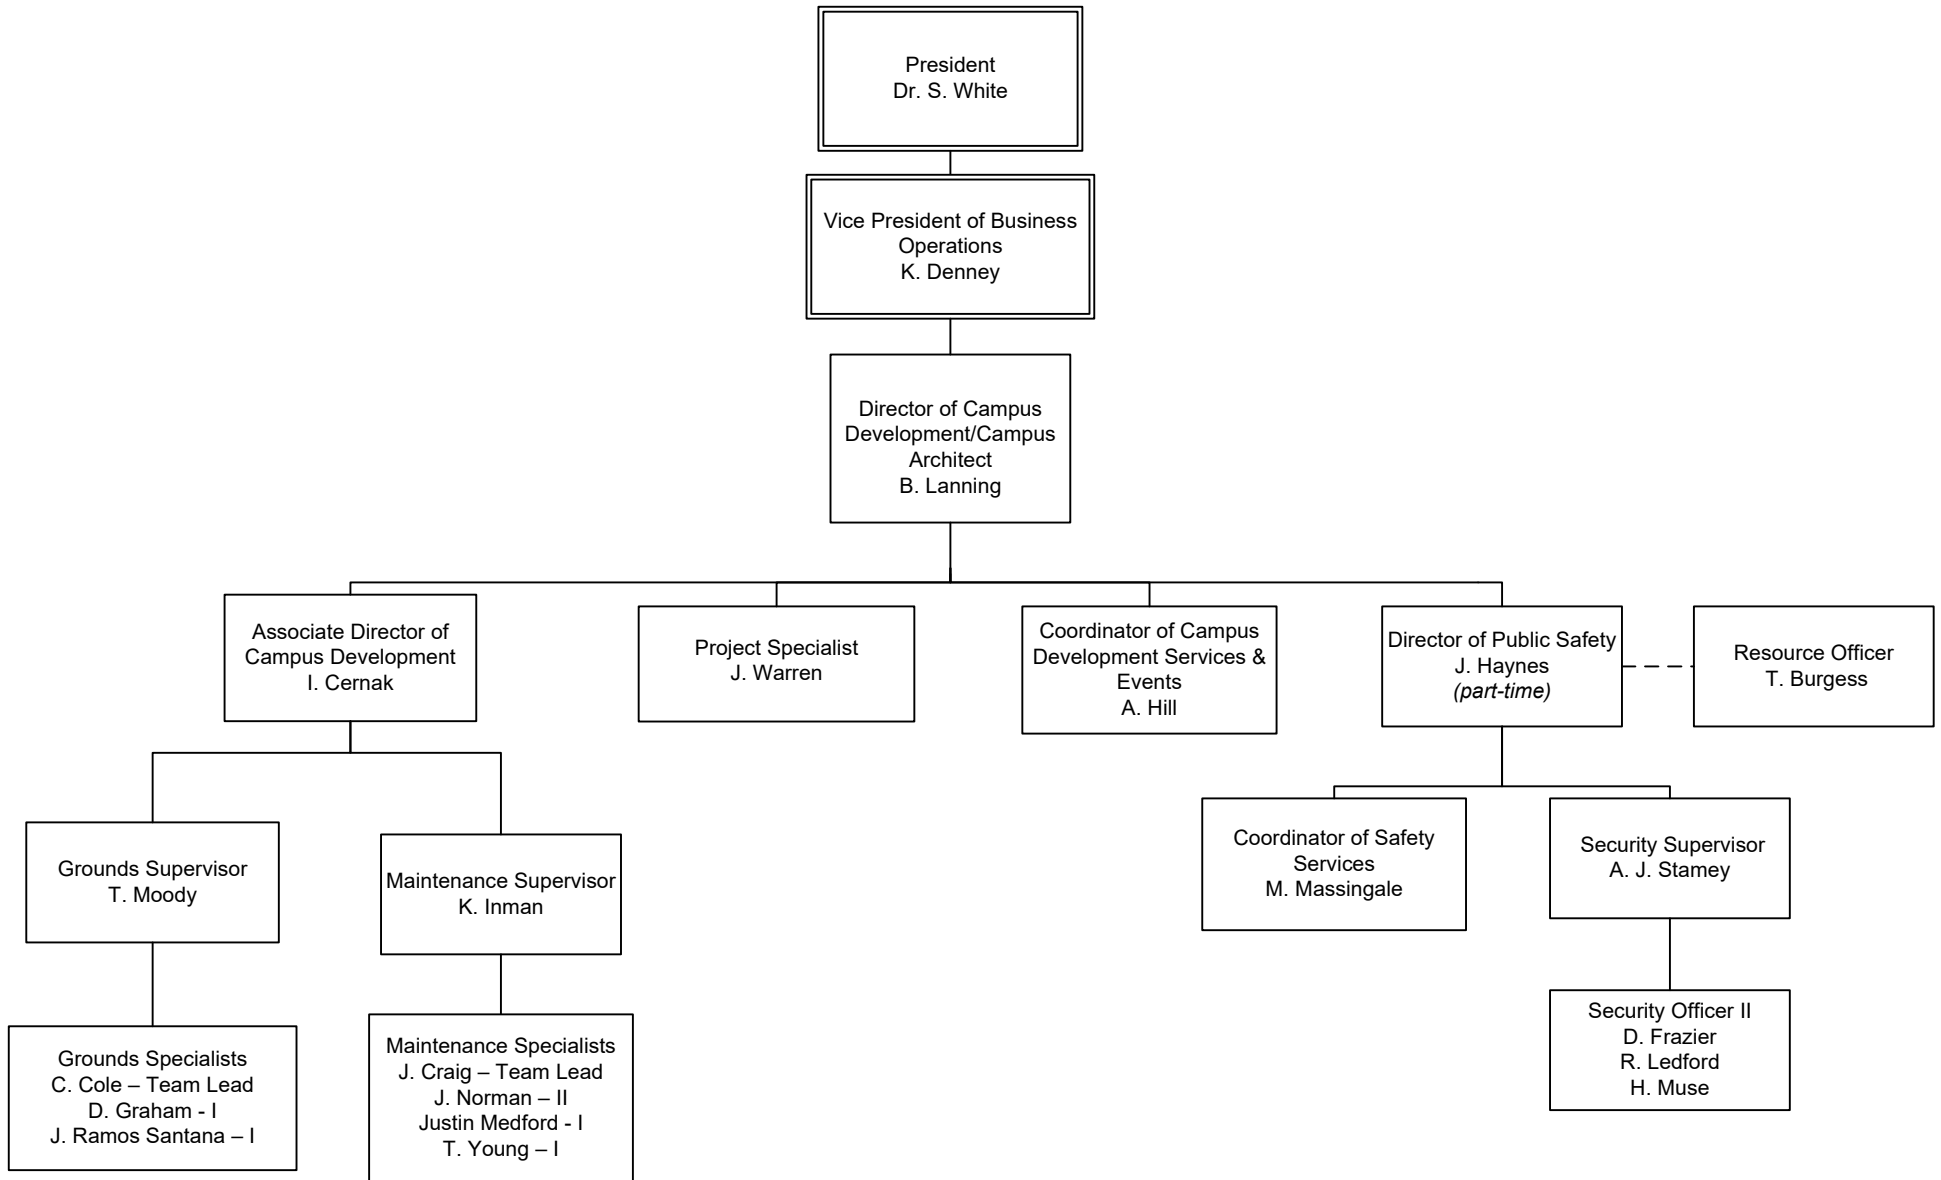 President
Dr. S. White
Vice President of Business
Operations
K. Denney
Director of Campus
Development/Campus
Architect
B. Lanning
Associate Director of
Campus Development
I. Cernak
Project Specialist
J. Warren
Coordinator of Campus
Development Services &
Events
A. Hill
Director of Public Safety
J. Haynes
(part-time)
Resource Officer
T. Burgess
Grounds Supervisor
T. Moody
Maintenance Supervisor
K. Inman
Coordinator of Safety
Services
M. Massingale
Security Supervisor
A. J. Stamey
Grounds Specialists
C. Cole – Team Lead
D. Graham - I
J. Ramos Santana – I
Maintenance Specialists
J. Craig – Team Lead
J. Norman – II
Justin Medford - I
T. Young – I
Security Officer II
D. Frazier
R. Ledford
H. Muse